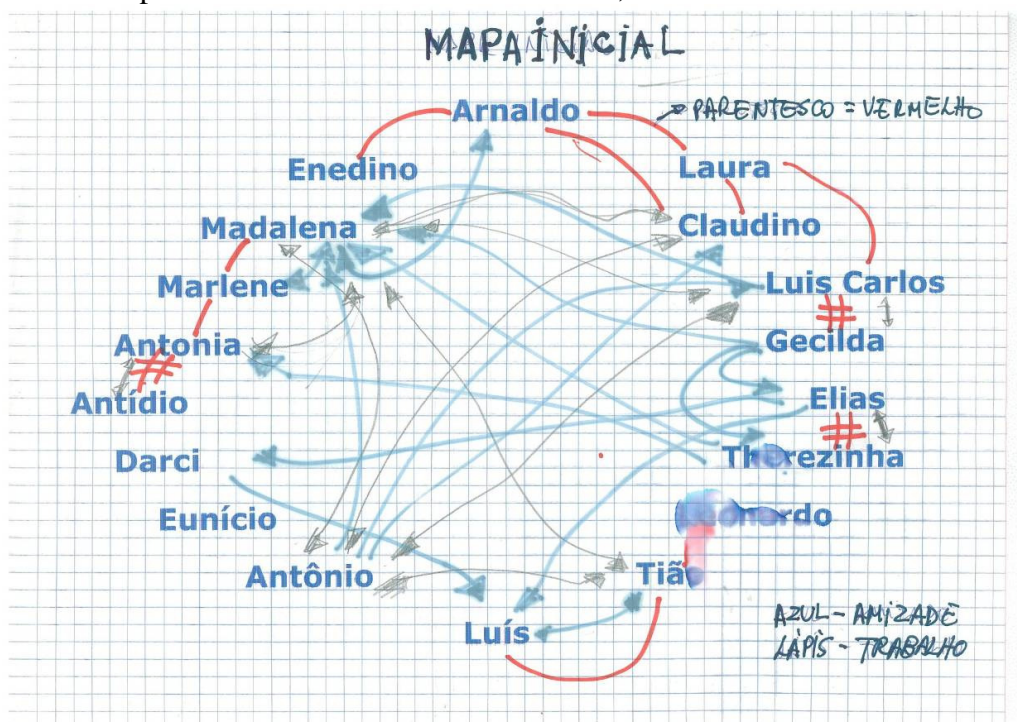 MAPA INICIAL
Arnaldo
→ PARENTESCO = VERMELHO
Enedino
Laura
Madalena
Claudino
Marlene
Luis Carlos
Antonia
Gecilda
Antídio
Elias
Darci
Therezinha
Eunício
Leonardo
Antônio
Tião
Luís
AZUL - AMIZADE
LÁPIS - TRABALHO